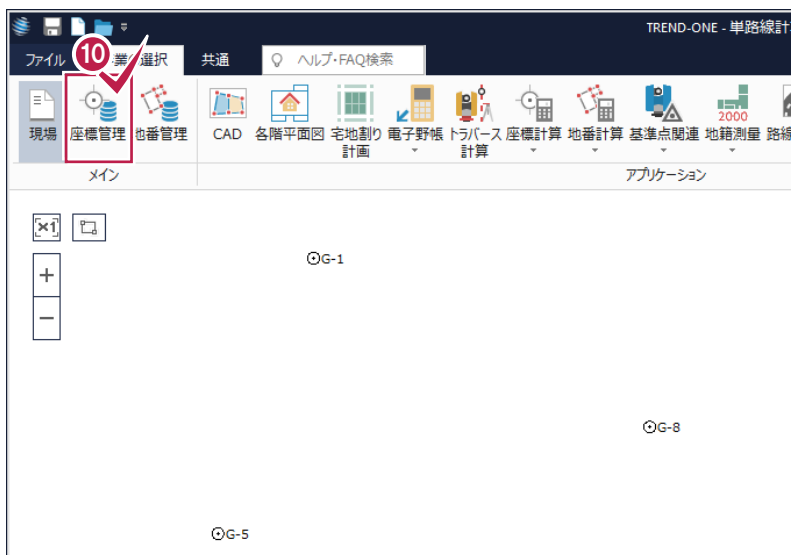 TREND-ONE - 単路線計
ファイル 業の選択 共通 ヘルプ・FAQ検索
10
現場 座標管理 地番管理 CAD 各階平面図 宅地割り計画 電子野帳 トラバース計算 座標計算 地番計算 基準点関連 2000 地籍測量 路線
メイン アプリケーション
×1
G-1
G-8
G-5